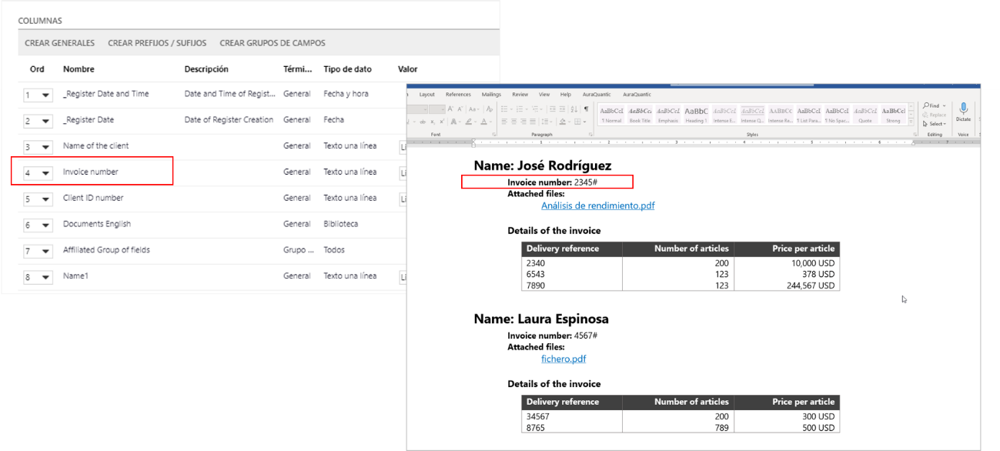 COLUMNAS
CREAR GENERALES CREAR PREFIJOS / SUFIJOS CREAR GRUPOS DE CAMPOS
Ord Nombre Descripción Térmi... Tipo de dato Valor
1 _Register Date and Time Date and Time of Regist... General Fecha y hora
2 _Register Date Date of Register Creation General Fecha
3 Name of the client General Texto una línea Li
4 Invoice number General Texto una línea Li
5 Client ID number General Texto una línea Li
6 Documents English General Biblioteca
7 Affiliated Group of fields Grupo ... Todos
8 Name1 General Texto una línea Li
Layout References Mailings Review View Help AuraQuantic AuraQuantic
AaBbCcI AaBbCc AaBbCcI AaBbC AaBbCcI AaBbCcI AaBbCc AaBbCcI AaBbCcI AaBbCcI AaBbCcI
¶ Normal Book Title Emphasis Heading 1 Intense E... Intense Q... Intense Re... ¶ List Para... ¶ No Spac... Quote Strong
Find
Replace
Select
Dictate
Font Paragraph Styles Editing Voice
1 2 3 4 5 6 7
Name: José Rodríguez
Invoice number: 2345#
Attached files:
Análisis de rendimiento.pdf
Details of the invoice
Delivery reference Number of articles Price per article
2340 200 10,000 USD
6543 123 378 USD
7890 123 244,567 USD
Name: Laura Espinosa
Invoice number: 4567#
Attached files:
fichero.pdf
Details of the invoice
Delivery reference Number of articles Price per article
34567 200 300 USD
8765 789 500 USD